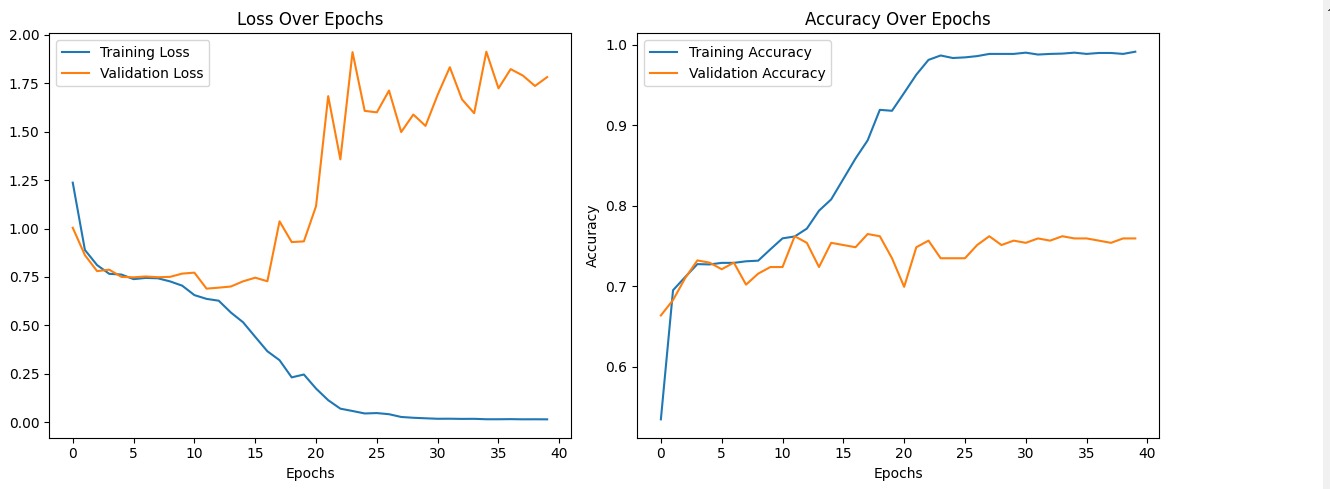 Loss Over Epochs
Training Loss
Validation Loss
2.00
1.75
1.50
1.25
1.00
0.75
0.50
0.25
0.00
0 5 10 15 20 25 30 35 40
Epochs
Accuracy Over Epochs
Training Accuracy
Validation Accuracy
Accuracy
1.0
0.9
0.8
0.7
0.6
0 5 10 15 20 25 30 35 40
Epochs